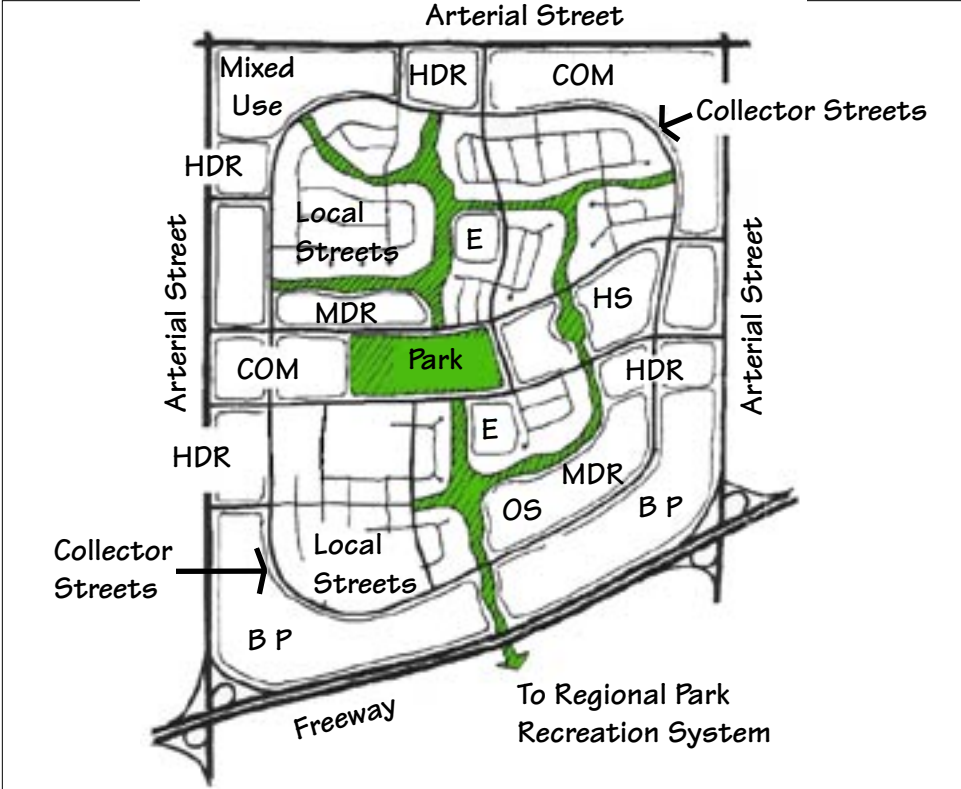 Arterial Street
Mixed
Use
HDR
COM
Collector Streets
HDR
Local
Streets
E
HS
MDR
Arterial Street
Arterial Street
COM
Park
HDR
HDR
E
MDR
OS
B P
Collector
Streets
Local
Streets
B P
Freeway
To Regional Park
Recreation System